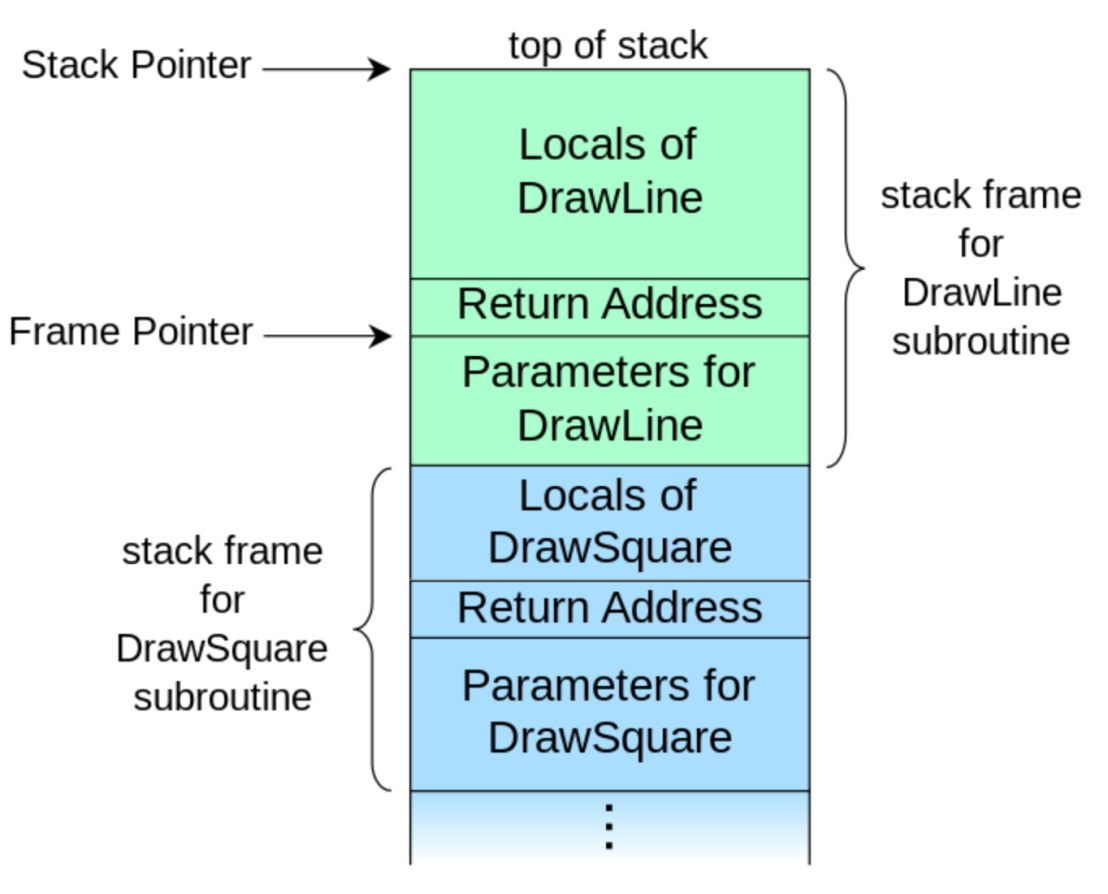 top of stack
Stack Pointer
Locals of
DrawLine
stack frame
for
DrawLine
subroutine
Return Address
Frame Pointer
Parameters for
DrawLine
Locals of
DrawSquare
stack frame
for
DrawSquare
subroutine
Return Address
Parameters for
DrawSquare
⋮